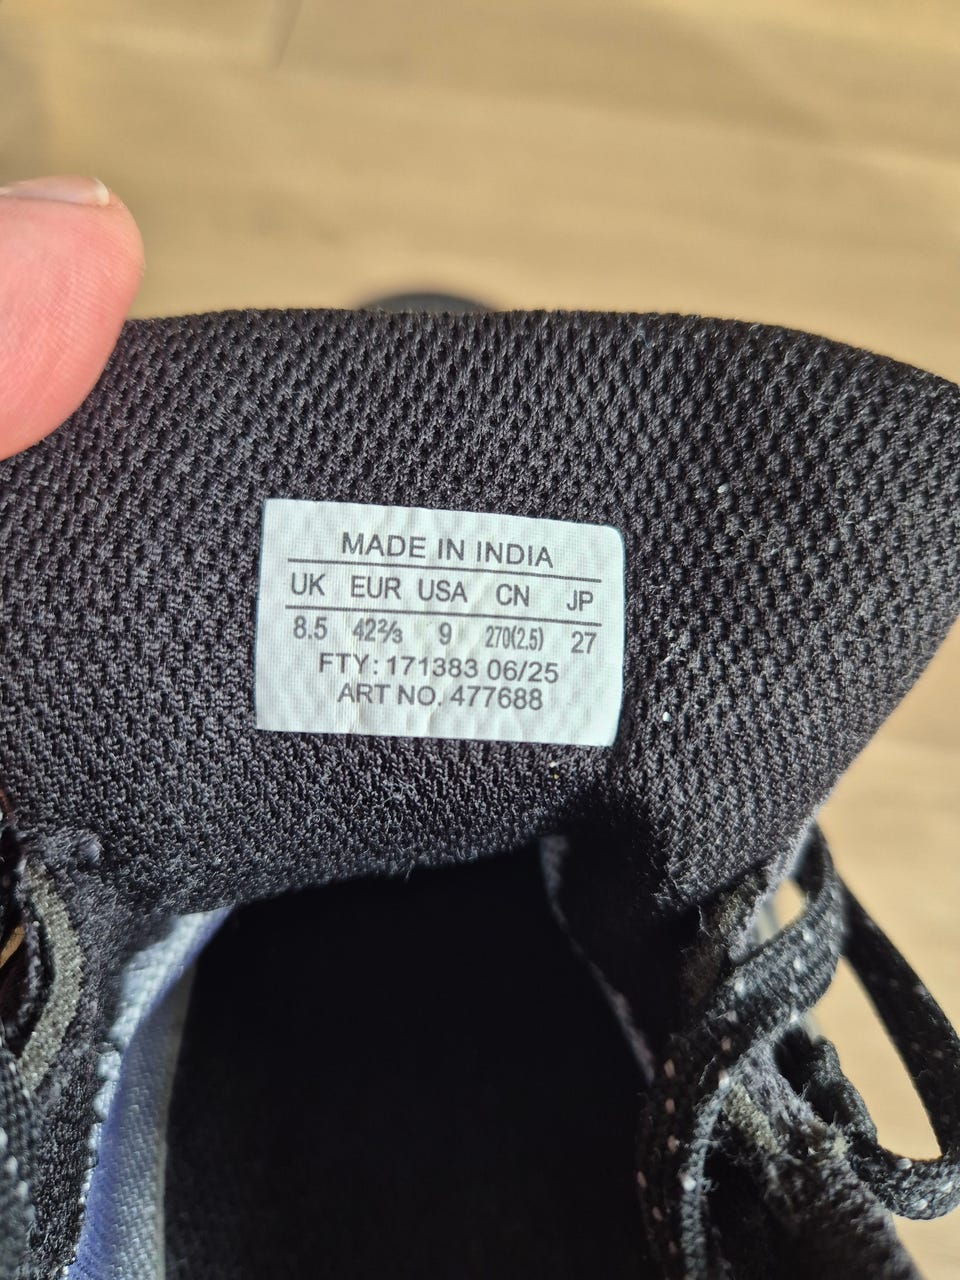 MADE IN INDIA
UK EUR USA CN JP
8.5 42⅔ 9 270(2.5) 27
FTY: 171383 06/25
ART NO. 477688